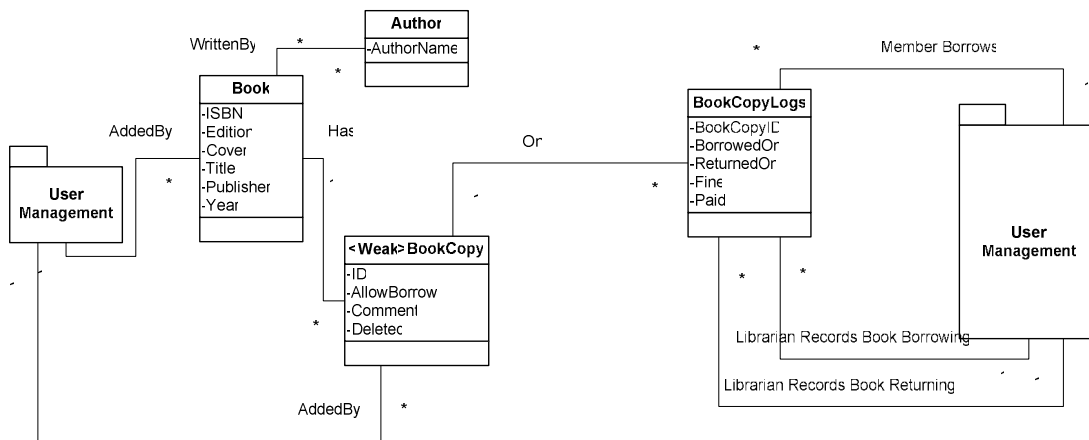 Author
-AuthorName
WrittenBy
*
*
Member Borrows
*
Book
-ISBN
-Edition
-Cover
-Title
-Publisher
-Year
BookCopyLogs
-BookCopyID
-BorrowedOn
-ReturnedOn
-Fine
-Paid
AddedBy
*
Has
On
*
User
Management
User
Management
<Weak>BookCopy
-ID
-AllowBorrow
-Comment
-Deleted
*
*
*
Librarian Records Book Borrowing
Librarian Records Book Returning
AddedBy
*